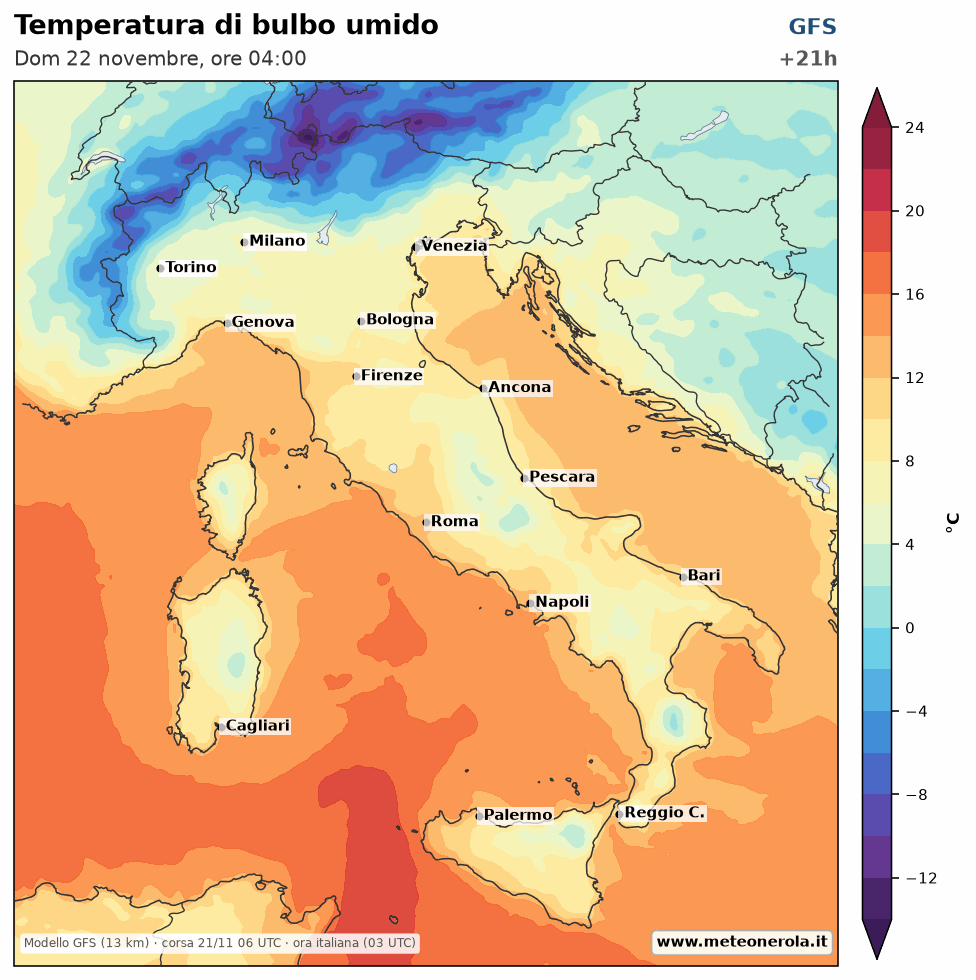 Temperatura di bulbo umido
GFS
Dom 22 novembre, ore 04:00
+21h
Milano
Venezia
Torino
Genova
Bologna
Firenze
Ancona
Pescara
Roma
Bari
Napoli
Cagliari
Palermo
Reggio C.
24
20
16
12
8
4
0
−4
−8
−12
°C
Modello GFS (13 km) · corsa 21/11 06 UTC · ora italiana (03 UTC)
www.meteonerola.it